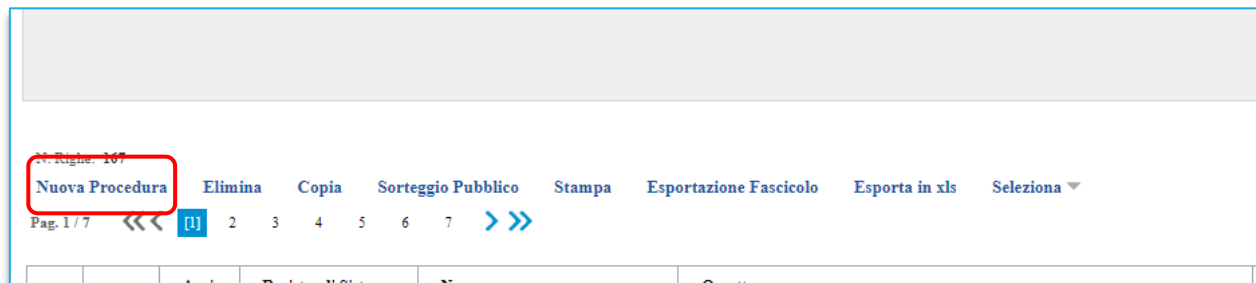 N. Righe: 167
Nuova Procedura Elimina Copia Sorteggio Pubblico Stampa Esportazione Fascicolo Esporta in xls Seleziona
Pag. 1 / 7 [1] 2 3 4 5 6 7